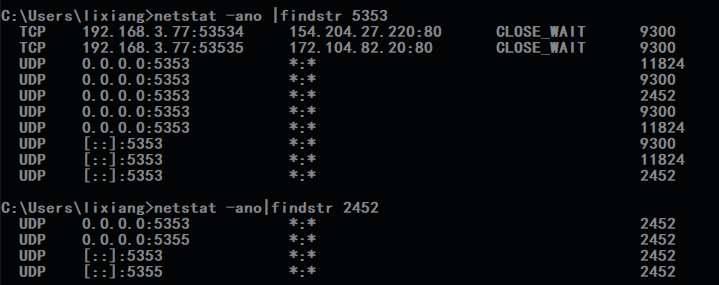 C:\Users\lixiang>netstat -ano |findstr 5353
TCP 192.168.3.77:53534 154.204.27.220:80 CLOSE_WAIT 9300
TCP 192.168.3.77:53535 172.104.82.20:80 CLOSE_WAIT 9300
UDP 0.0.0.0:5353 *:* 11824
UDP 0.0.0.0:5353 *:* 9300
UDP 0.0.0.0:5353 *:* 2452
UDP 0.0.0.0:5353 *:* 9300
UDP 0.0.0.0:5353 *:* 11824
UDP [::]:5353 *:* 9300
UDP [::]:5353 *:* 11824
UDP [::]:5353 *:* 2452
C:\Users\lixiang>netstat -ano|findstr 2452
UDP 0.0.0.0:5353 *:* 2452
UDP 0.0.0.0:5355 *:* 2452
UDP [::]:5353 *:* 2452
UDP [::]:5355 *:* 2452